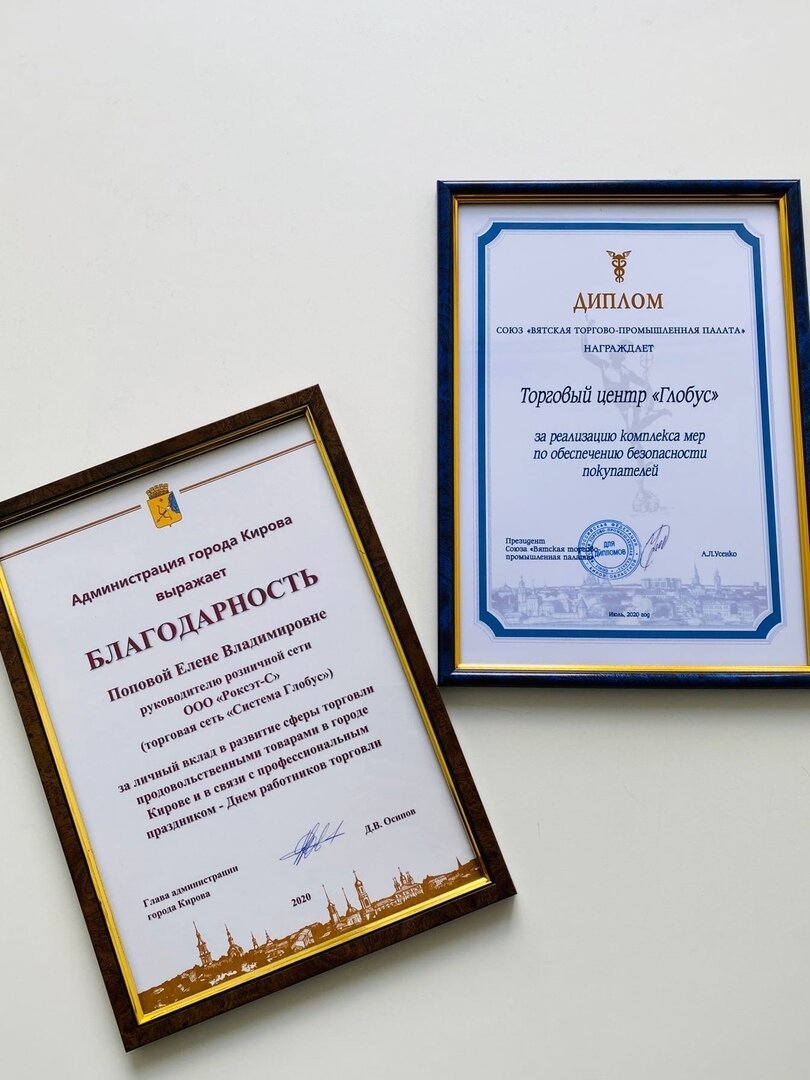 ДИПЛОМ
СОЮЗ «ВЯТСКАЯ ТОРГОВО-ПРОМЫШЛЕННАЯ ПАЛАТА»
НАГРАЖДАЕТ
Торговый центр «Глобус»
за реализацию комплекса мер
по обеспечению безопасности
покупателей
Президент
Союза «Вятская торгово-
промышленная палата»
ДЛЯ
ДИПЛОМОВ
А.Л.Усенко
Июль, 2020 год
Администрация города Кирова
выражает
БЛАГОДАРНОСТЬ
Поповой Елене Владимировне
руководителю розничной сети
ООО «Роксэт-С»
(торговая сеть «Система Глобус»)
за личный вклад в развитие сферы торговли
продовольственными товарами в городе
Кирове и в связи с профессиональным
праздником - Днем работников торговли
Глава администрации
города Кирова
Д.В. Осипов
2020